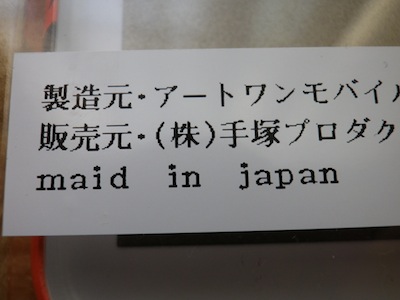 製造元・アートワンモバイル
販売元・(株)手塚プロダク
maid in japan